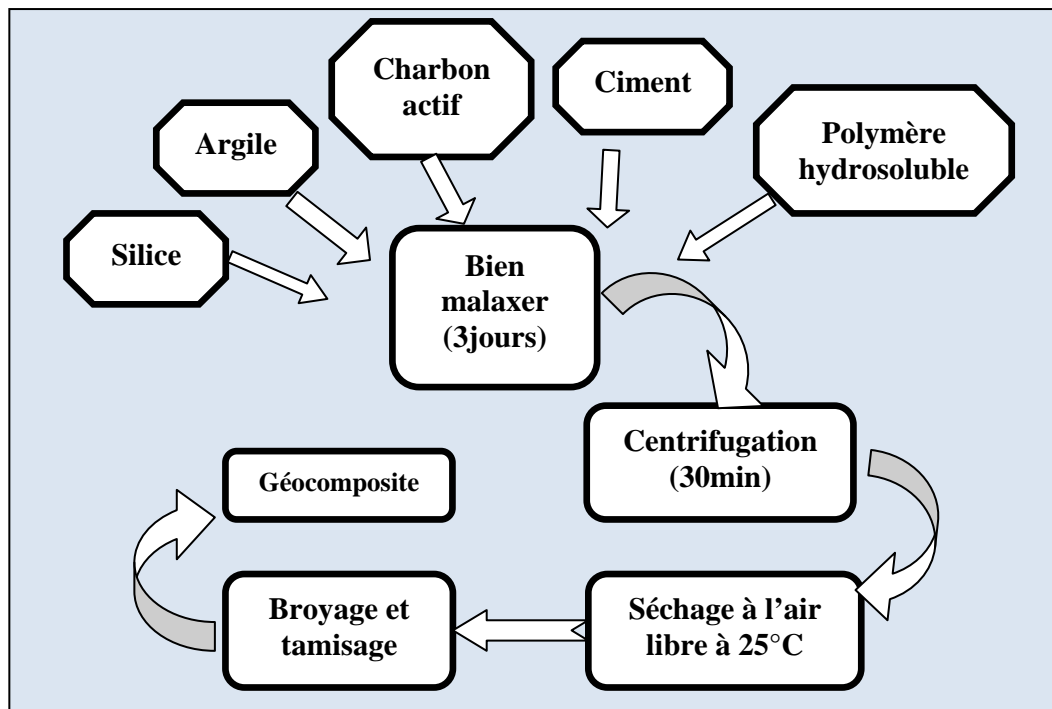 Charbon
actif
Ciment
Polymère
hydrosoluble
Argile
Silice
Bien
malaxer
(3jours)
Centrifugation
(30min)
Géocomposite
Broyage et
tamisage
Séchage à l'air
libre à 25°C